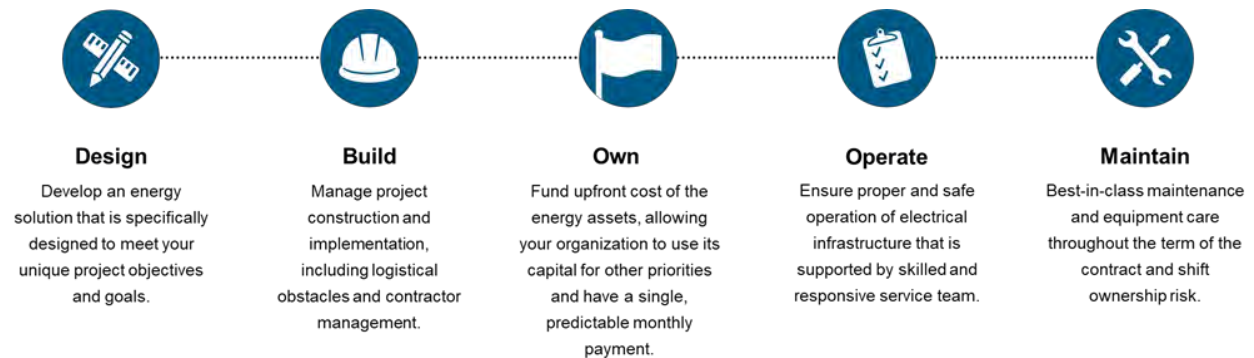 Design
Develop an energy
solution that is specifically
designed to meet your
unique project objectives
and goals.
Build
Manage project
construction and
implementation,
including logistical
obstacles and contractor
management.
Own
Fund upfront cost of the
energy assets, allowing
your organization to use its
capital for other priorities
and have a single,
predictable monthly
payment.
Operate
Ensure proper and safe
operation of electrical
infrastructure that is
supported by skilled and
responsive service team.
Maintain
Best-in-class maintenance
and equipment care
throughout the term of the
contract and shift
ownership risk.